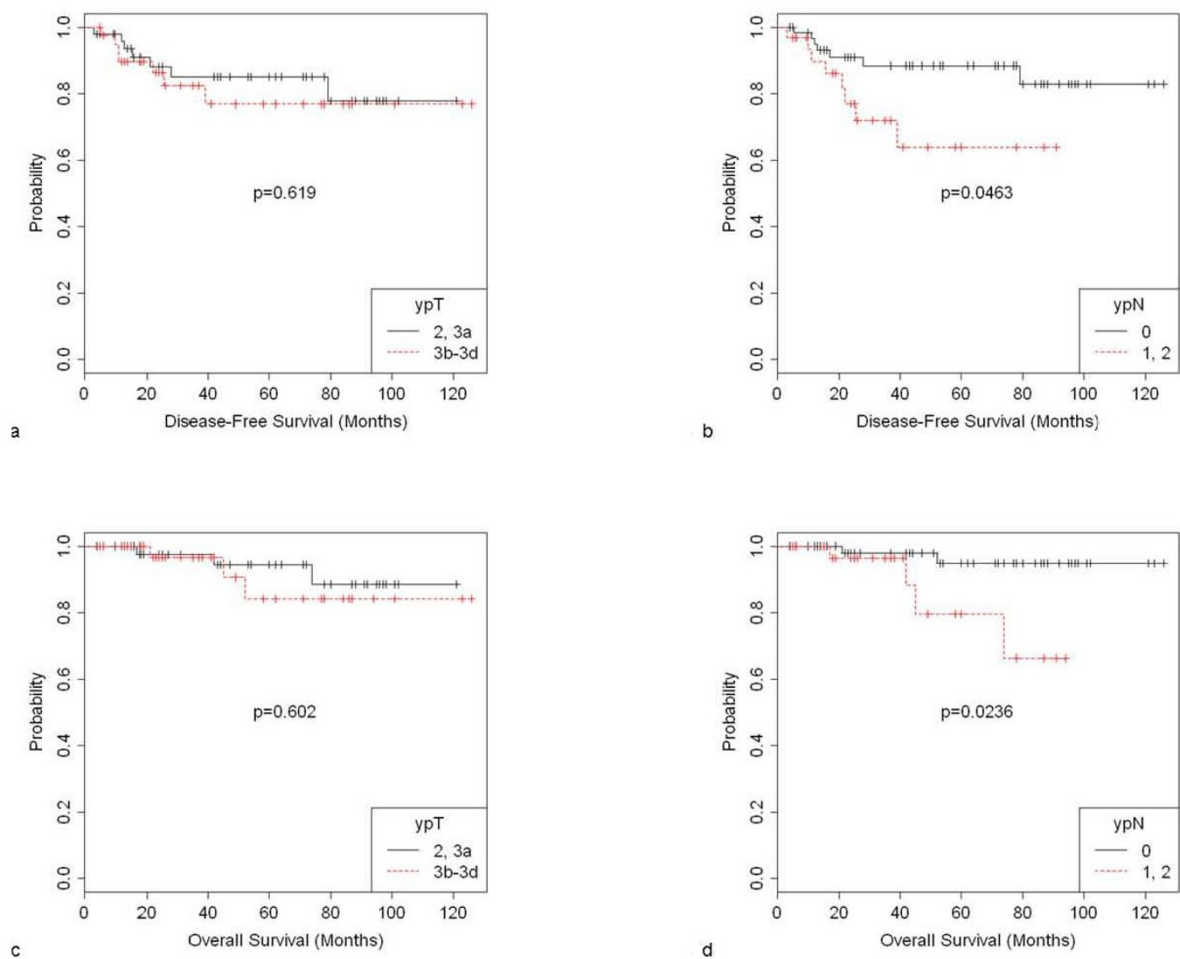 1.0
0.8
0.6
0.4
0.2
0.0
Probability
p=0.619
ypT
2, 3a
3b-3d
0 20 40 60 80 100 120
Disease-Free Survival (Months)
a
1.0
0.8
0.6
0.4
0.2
0.0
Probability
p=0.0463
ypN
0
1, 2
0 20 40 60 80 100 120
Disease-Free Survival (Months)
b
1.0
0.8
0.6
0.4
0.2
0.0
Probability
p=0.602
ypT
2, 3a
3b-3d
0 20 40 60 80 100 120
Overall Survival (Months)
c
1.0
0.8
0.6
0.4
0.2
0.0
Probability
p=0.0236
ypN
0
1, 2
0 20 40 60 80 100 120
Overall Survival (Months)
d